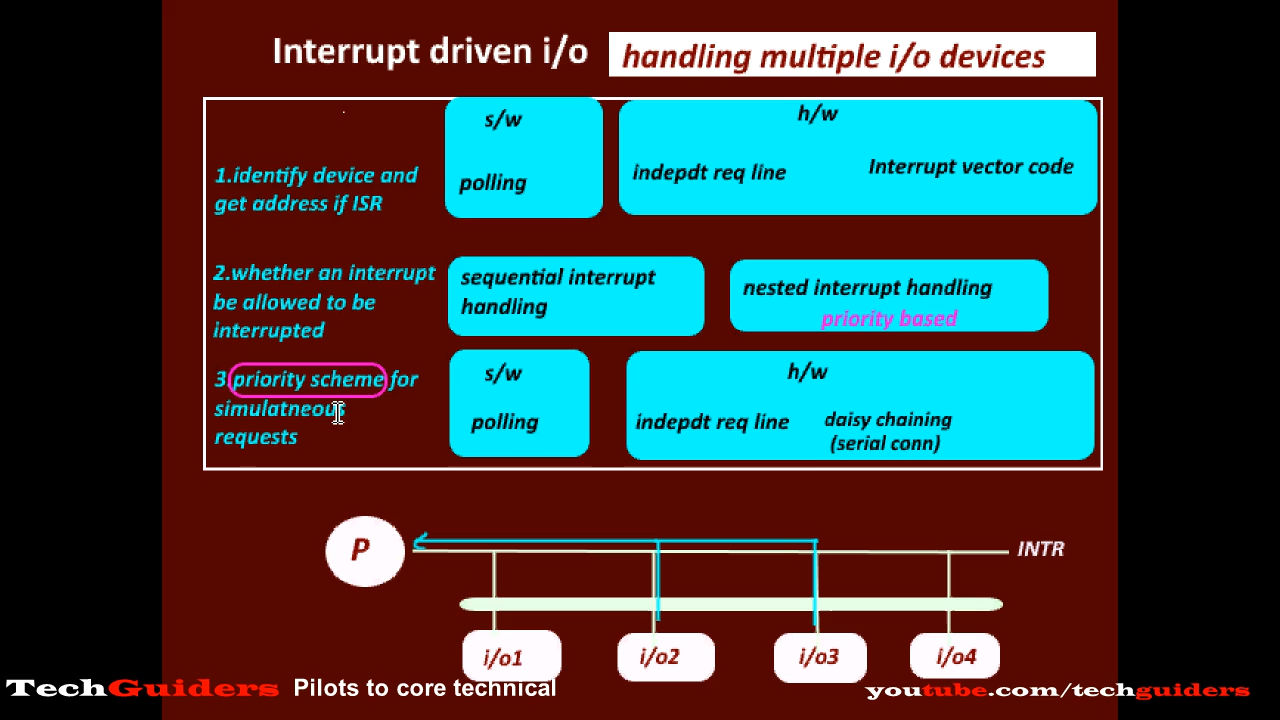 Interrupt driven i/o
handling multiple i/o devices
1.identify device and
get address if ISR
s/w
polling
h/w
indepdt req line
Interrupt vector code
2.whether an interrupt
be allowed to be
interrupted
sequential interrupt
handling
nested interrupt handling
priority based
3.priority scheme for
simulatneous
requests
s/w
polling
h/w
indepdt req line
daisy chaining
(serial conn)
P
INTR
i/o1
i/o2
i/o3
i/o4
TechGuiders
Pilots to core technical
youtube.com/techguiders